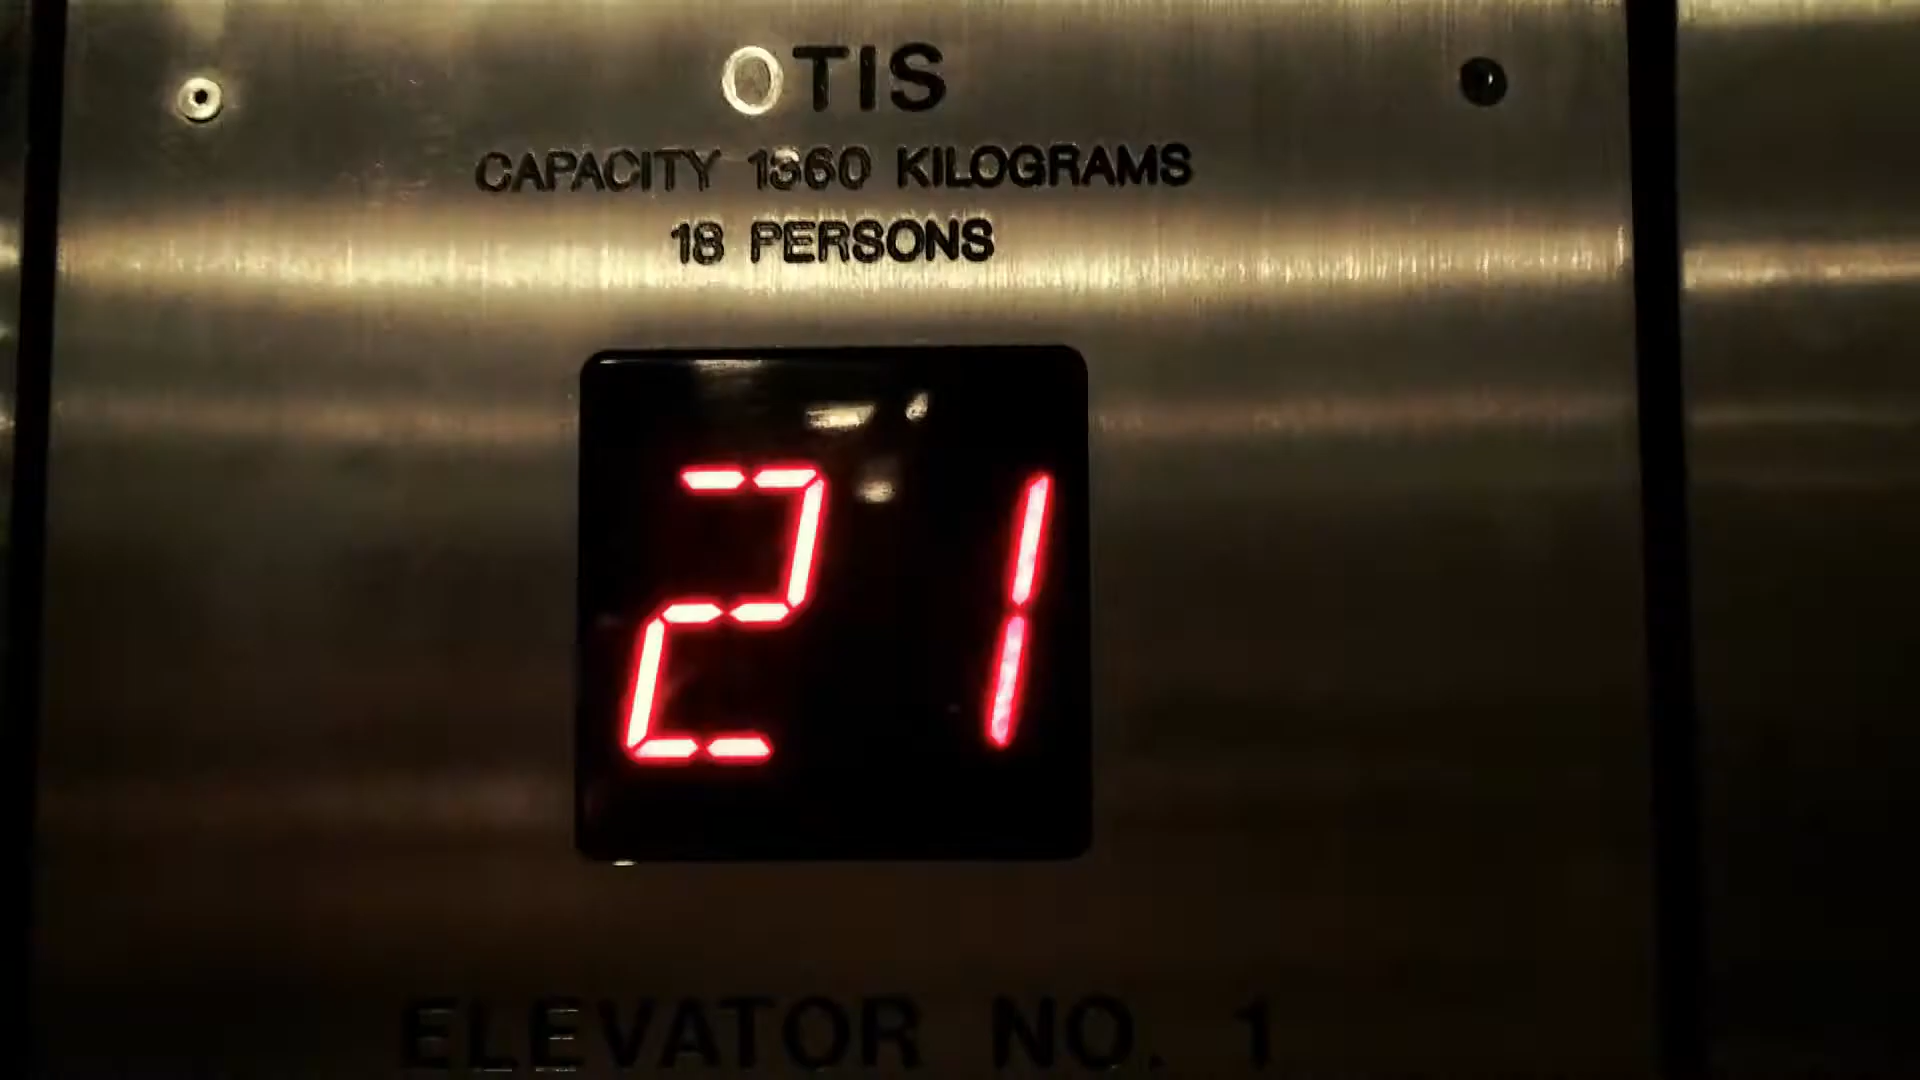 OTIS
CAPACITY 1360 KILOGRAMS
18 PERSONS
21
ELEVATOR NO. 1